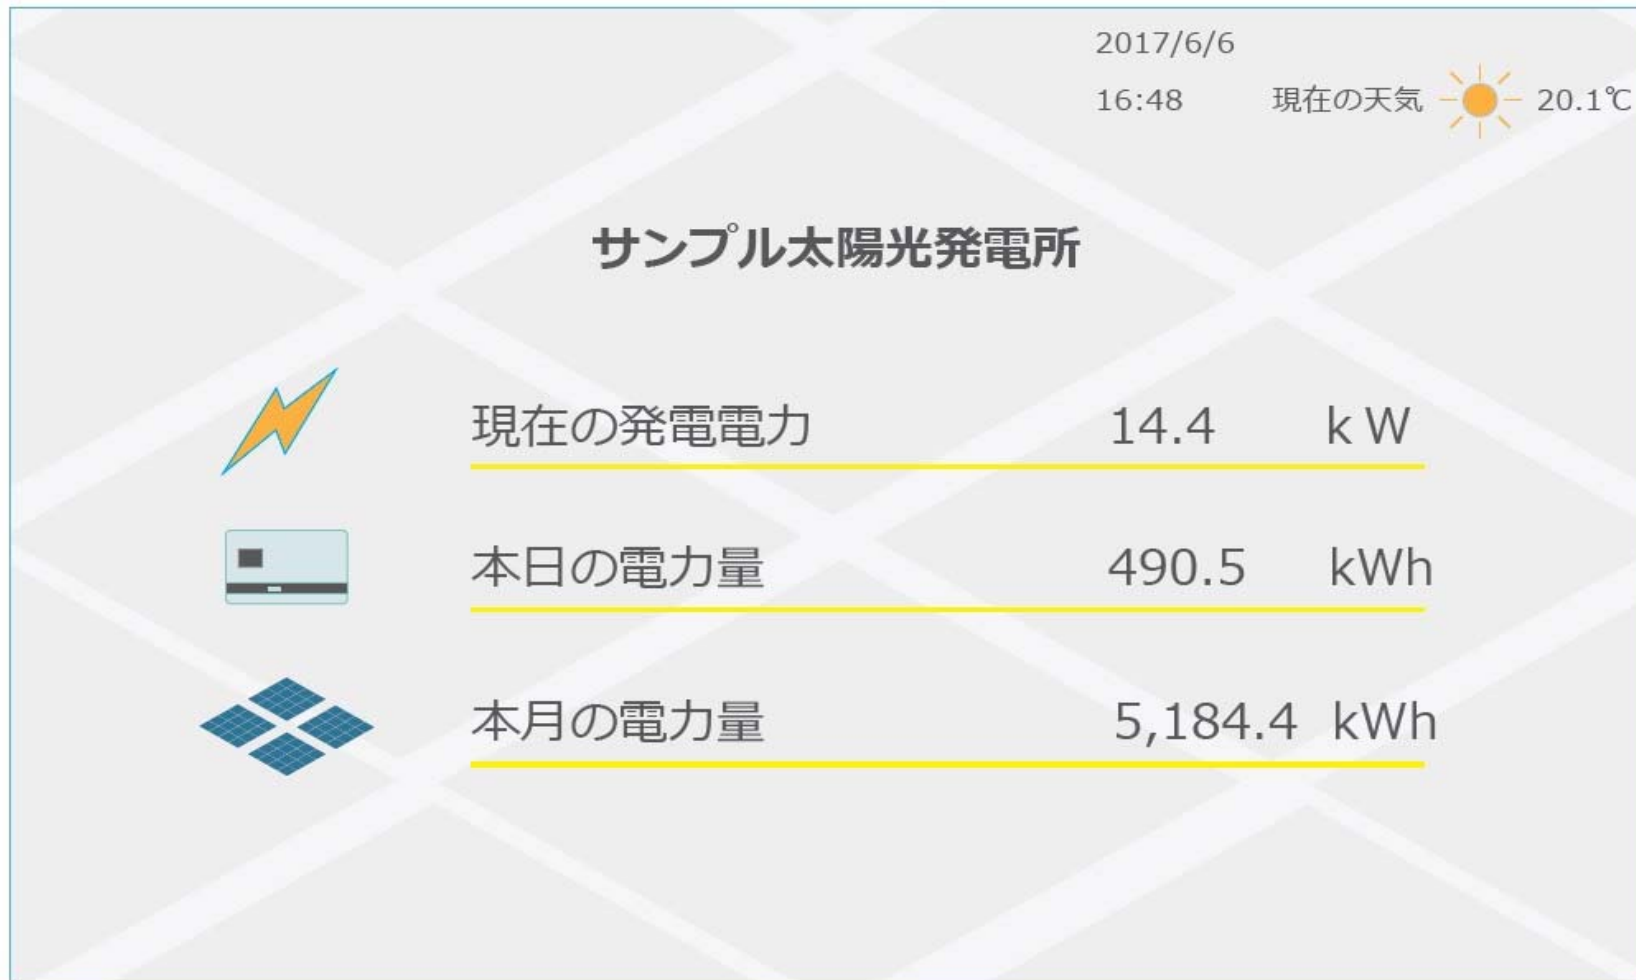 2017/6/6
16:48 現在の天気 20.1℃
サンプル太陽光発電所
現在の発電電力 14.4 kW
本日の電力量 490.5 kWh
本月の電力量 5,184.4 kWh